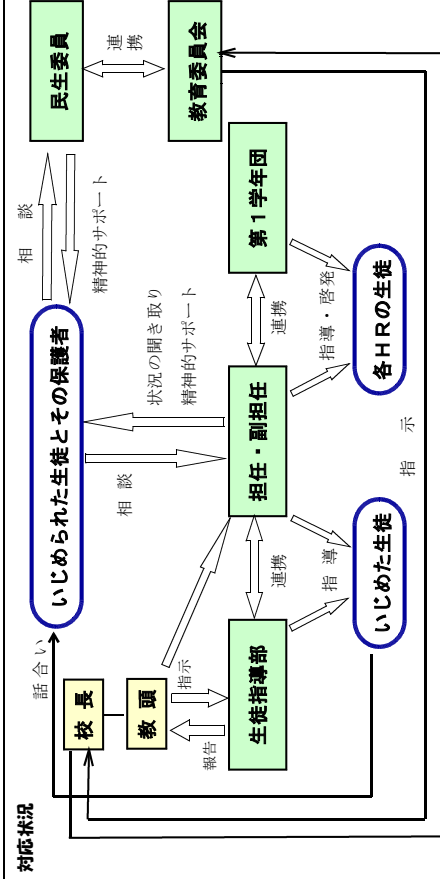 対応状況
校 長
教 頭
話合い
指示
報告
生徒指導部
いじめられた生徒とその保護者
相 談
状況の聞き取り
精神的サポート
担任・副担任
連携
連携
指 導
いじめた生徒
指 示
指導・啓発
各ＨＲの生徒
第１学年団
相 談
精神的サポート
民生委員
連 携
教育委員会